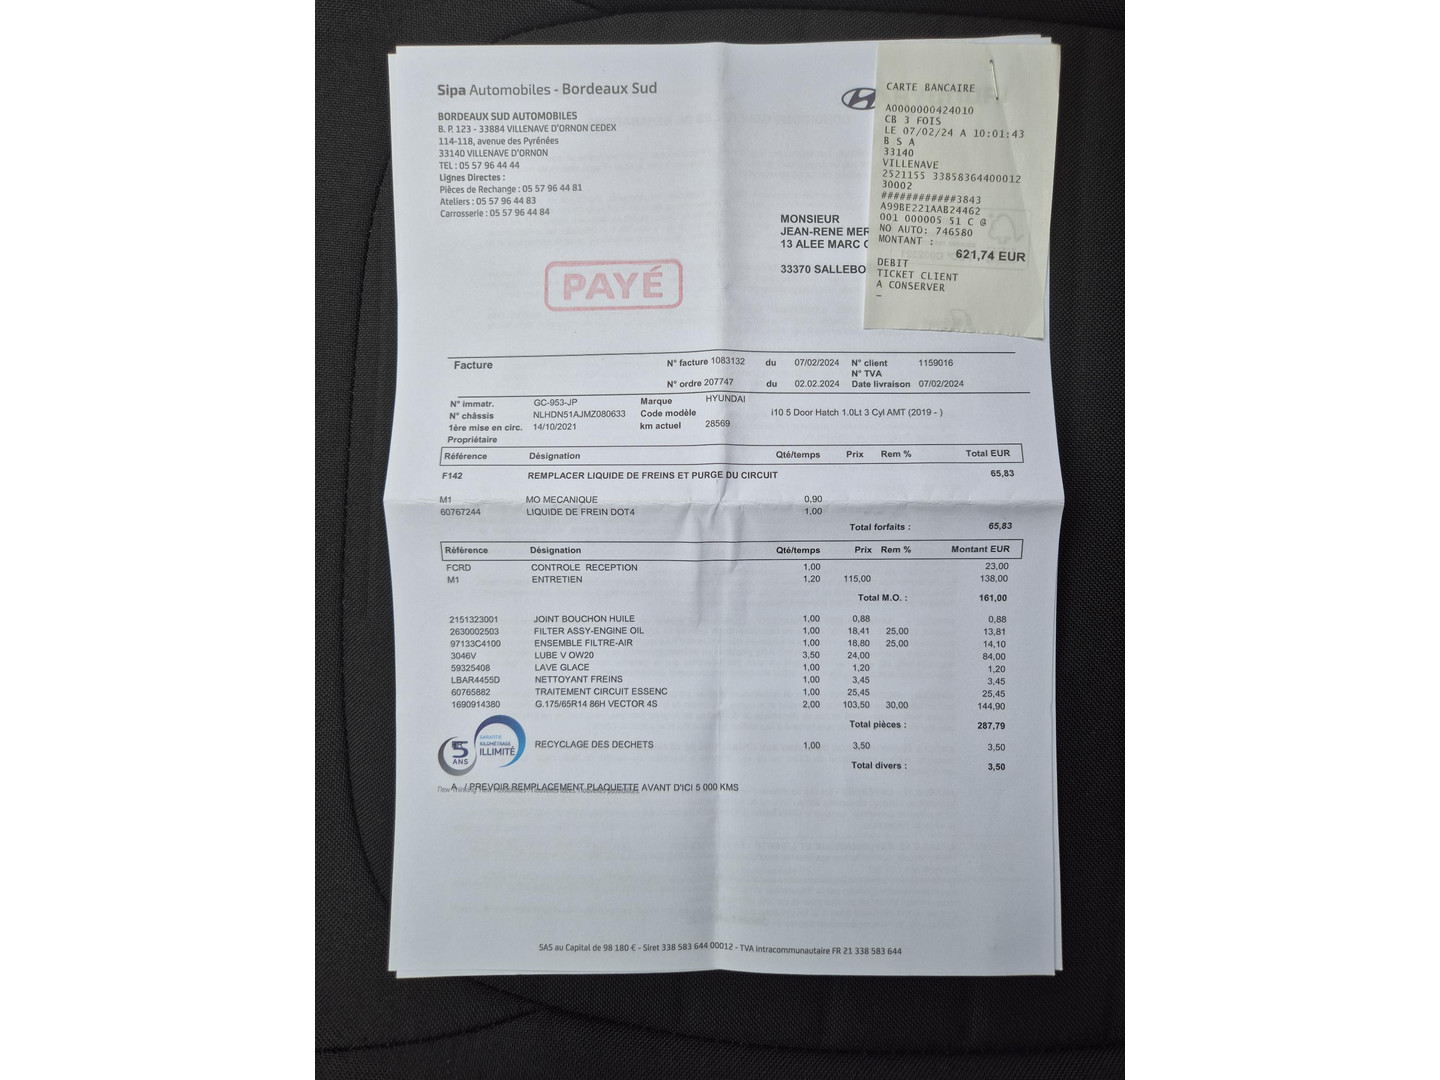 Sipa Automobiles - Bordeaux Sud
BORDEAUX SUD AUTOMOBILES
B. P. 123 - 33884 VILLENAVE D'ORNON CEDEX
114-118, avenue des Pyrénées
33140 VILLENAVE D'ORNON
TEL : 05 57 96 44 44
Lignes Directes :
Pièces de Rechange : 05 57 96 44 81
Ateliers : 05 57 96 44 83
Carrosserie : 05 57 96 44 84
CARTE BANCAIRE
A0000000424010
CB 3 FOIS
LE 07/02/24 A 10:01:43
B S A
33140
VILLENAVE
2521155 33858364400012
30002
############3843
A99BE221AAB24462
001 000005 51 C @
NO AUTO: 746580
MONTANT :
621,74 EUR
DEBIT
TICKET CLIENT
A CONSERVER
MONSIEUR
JEAN-RENE MER
13 ALEE MARC C
33370 SALLEBO
PAYÉ
Facture N° facture 1083132 du 07/02/2024 N° client 1159016
N° TVA
N° ordre 207747 du 02.02.2024 Date livraison 07/02/2024
N° immatr. GC-953-JP Marque HYUNDAI
N° châssis NLHDN51AJMZ080633 Code modèle i10 5 Door Hatch 1.0Lt 3 Cyl AMT (2019 - )
1ère mise en circ. 14/10/2021 km actuel 28569
Propriétaire
Référence Désignation Qté/temps Prix Rem % Total EUR
F142 REMPLACER LIQUIDE DE FREINS ET PURGE DU CIRCUIT 65,83
M1 MO MECANIQUE 0,90
60767244 LIQUIDE DE FREIN DOT4 1,00
Total forfaits : 65,83
Référence Désignation Qté/temps Prix Rem % Montant EUR
FCRD CONTROLE RECEPTION 1,00 23,00
M1 ENTRETIEN 1,20 115,00 138,00
Total M.O. : 161,00
2151323001 JOINT BOUCHON HUILE 1,00 0,88 0,88
2630002503 FILTER ASSY-ENGINE OIL 1,00 18,41 25,00 13,81
97133C4100 ENSEMBLE FILTRE-AIR 1,00 18,80 25,00 14,10
3046V LUBE V OW20 3,50 24,00 84,00
59325408 LAVE GLACE 1,00 1,20 1,20
LBAR4455D NETTOYANT FREINS 1,00 3,45 3,45
60765882 TRAITEMENT CIRCUIT ESSENC 1,00 25,45 25,45
1690914380 G.175/65R14 86H VECTOR 4S 2,00 103,50 30,00 144,90
Total pièces : 287,79
5 ANS
GARANTIE KILOMÉTRAGE ILLIMITÉ
RECYCLAGE DES DECHETS 1,00 3,50 3,50
Total divers : 3,50
A / PREVOIR REMPLACEMENT PLAQUETTE AVANT D'ICI 5 000 KMS
SAS au Capital de 98 180 € - Siret 338 583 644 00012 - TVA Intracommunautaire FR 21 338 583 644